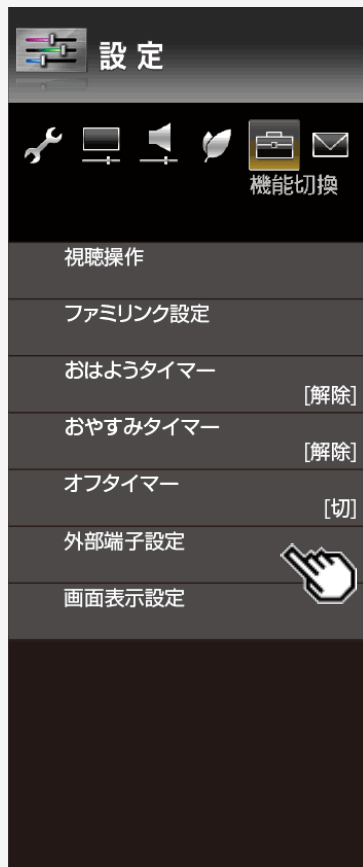 設定
機能切換
視聴操作
ファミリンク設定
おはようタイマー
[解除]
おやすみタイマー
[解除]
オフタイマー
[切]
外部端子設定
画面表示設定